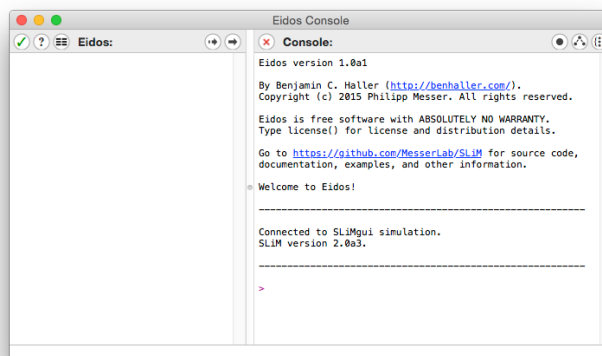 Eidos Console
Eidos:
Console:
Eidos version 1.0a1
By Benjamin C. Haller (http://benhaller.com/).
Copyright (c) 2015 Philipp Messer. All rights reserved.
Eidos is free software with ABSOLUTELY NO WARRANTY.
Type license() for license and distribution details.
Go to https://github.com/MesserLab/SLiM for source code,
documentation, examples, and other information.
Welcome to Eidos!
---------------------------------------------------------
Connected to SLiMgui simulation.
SLiM version 2.0a3.
---------------------------------------------------------
>